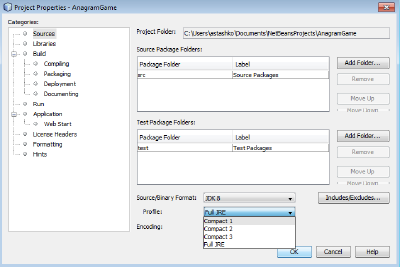 Project Properties - AnagramGame
Categories:
Sources
Libraries
Build
Compiling
Packaging
Deployment
Documenting
Run
Application
Web Start
License Headers
Formatting
Hints
Project Folder: C:\Users\astashko\Documents\NetBeansProjects\AnagramGame
Source Package Folders:
Package Folder Label
src Source Packages
Add Folder...
Remove
Move Up
Move Down
Test Package Folders:
Package Folder Label
test Test Packages
Add Folder...
Remove
Move Up
Move Down
Source/Binary Format: JDK 8 Includes/Excludes...
Profile: Full JRE
Compact 1
Encoding: Compact 2
Compact 3
Full JRE
OK Cancel Help